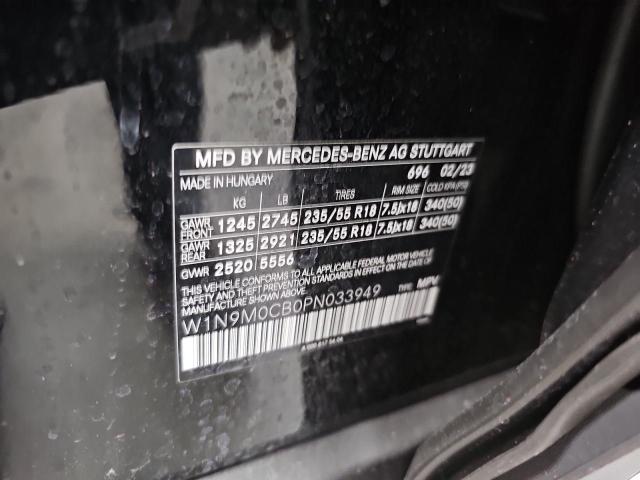 MFD BY MERCEDES-BENZ AG STUTTGART
MADE IN HUNGARY 696 02/23
KG LB TIRES RIM SIZE COLD KPA (PSI)
GAWR FRONT 1245 2745 235/55 R18 7.5Jx18 340(50)
GAWR REAR 1325 2921 235/55 R18 7.5Jx18 340(50)
GVWR 2520 5556
THIS VEHICLE CONFORMS TO ALL APPLICABLE FEDERAL MOTOR VEHICLE
SAFETY STANDARDS IN EFFECT ON THE DATE OF
MANUFACTURE SHOWN ABOVE.
W1N9M0CB0PN033949 TYPE: MPV